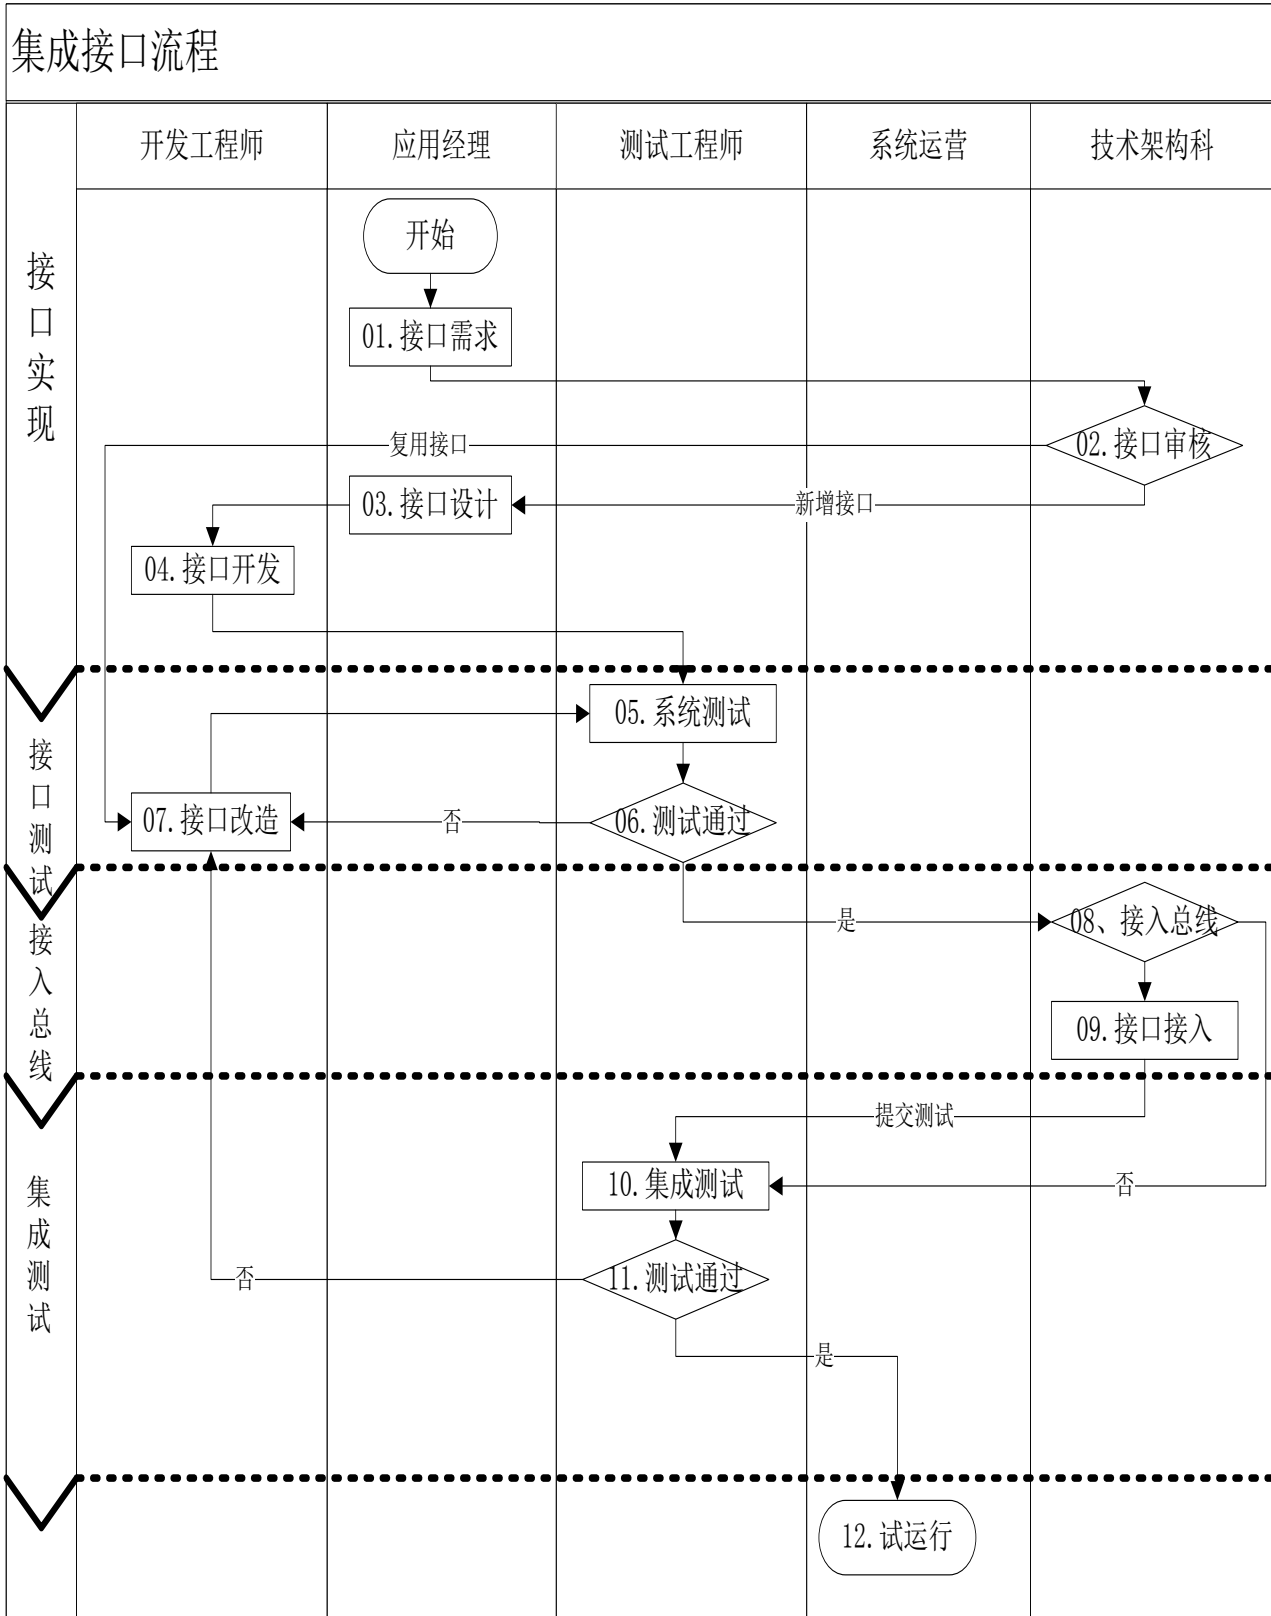 集成接口流程
开发工程师
应用经理
测试工程师
系统运营
技术架构科
接口实现
开始
01.接口需求
02.接口审核
复用接口
03.接口设计
新增接口
04.接口开发
接口测试
05.系统测试
07.接口改造
否
06.测试通过
接入总线
是
08、接入总线
09.接口接入
集成测试
提交测试
10.集成测试
否
否
11.测试通过
是
12.试运行